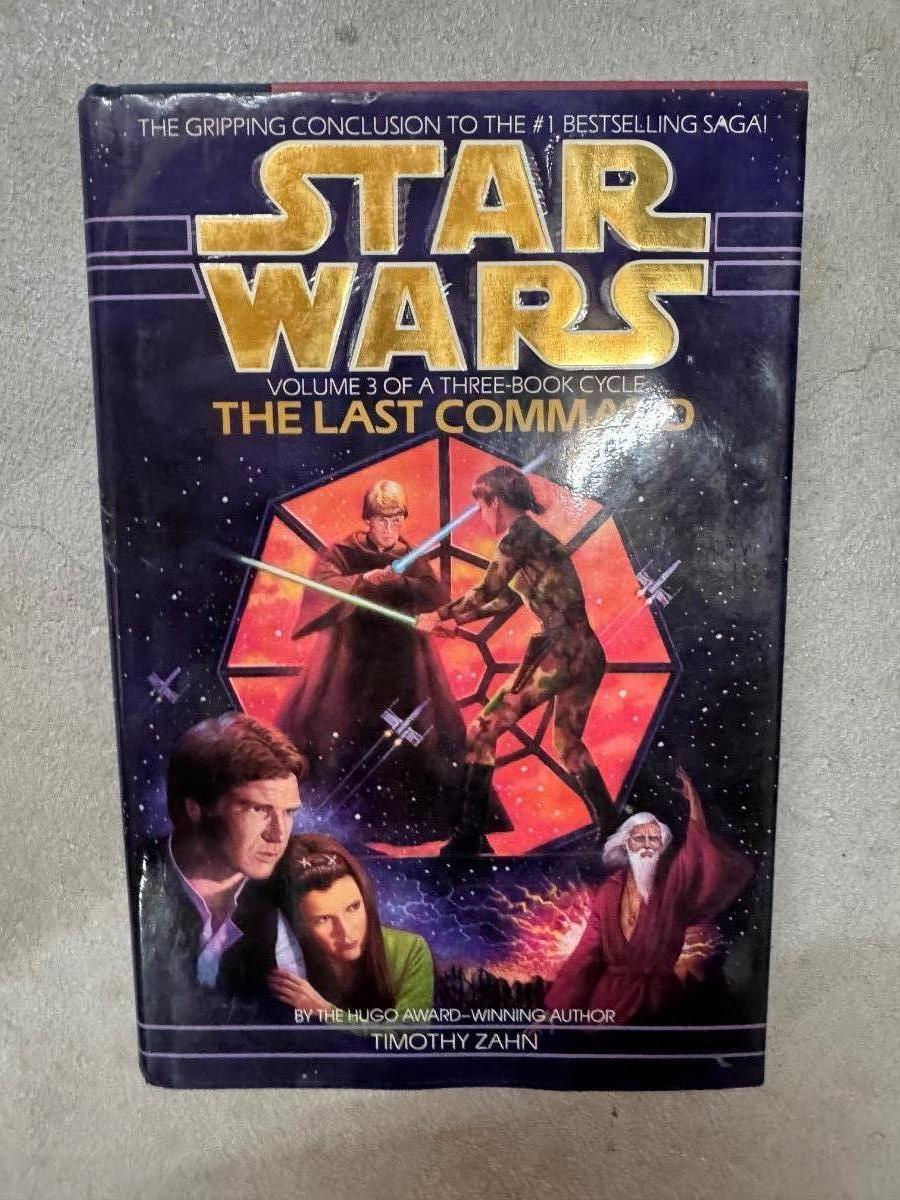 THE GRIPPING CONCLUSION TO THE #1 BESTSELLING SAGA!
STAR
WARS
VOLUME 3 OF A THREE-BOOK CYCLE
THE LAST COMMAND
BY THE HUGO AWARD–WINNING AUTHOR
TIMOTHY ZAHN